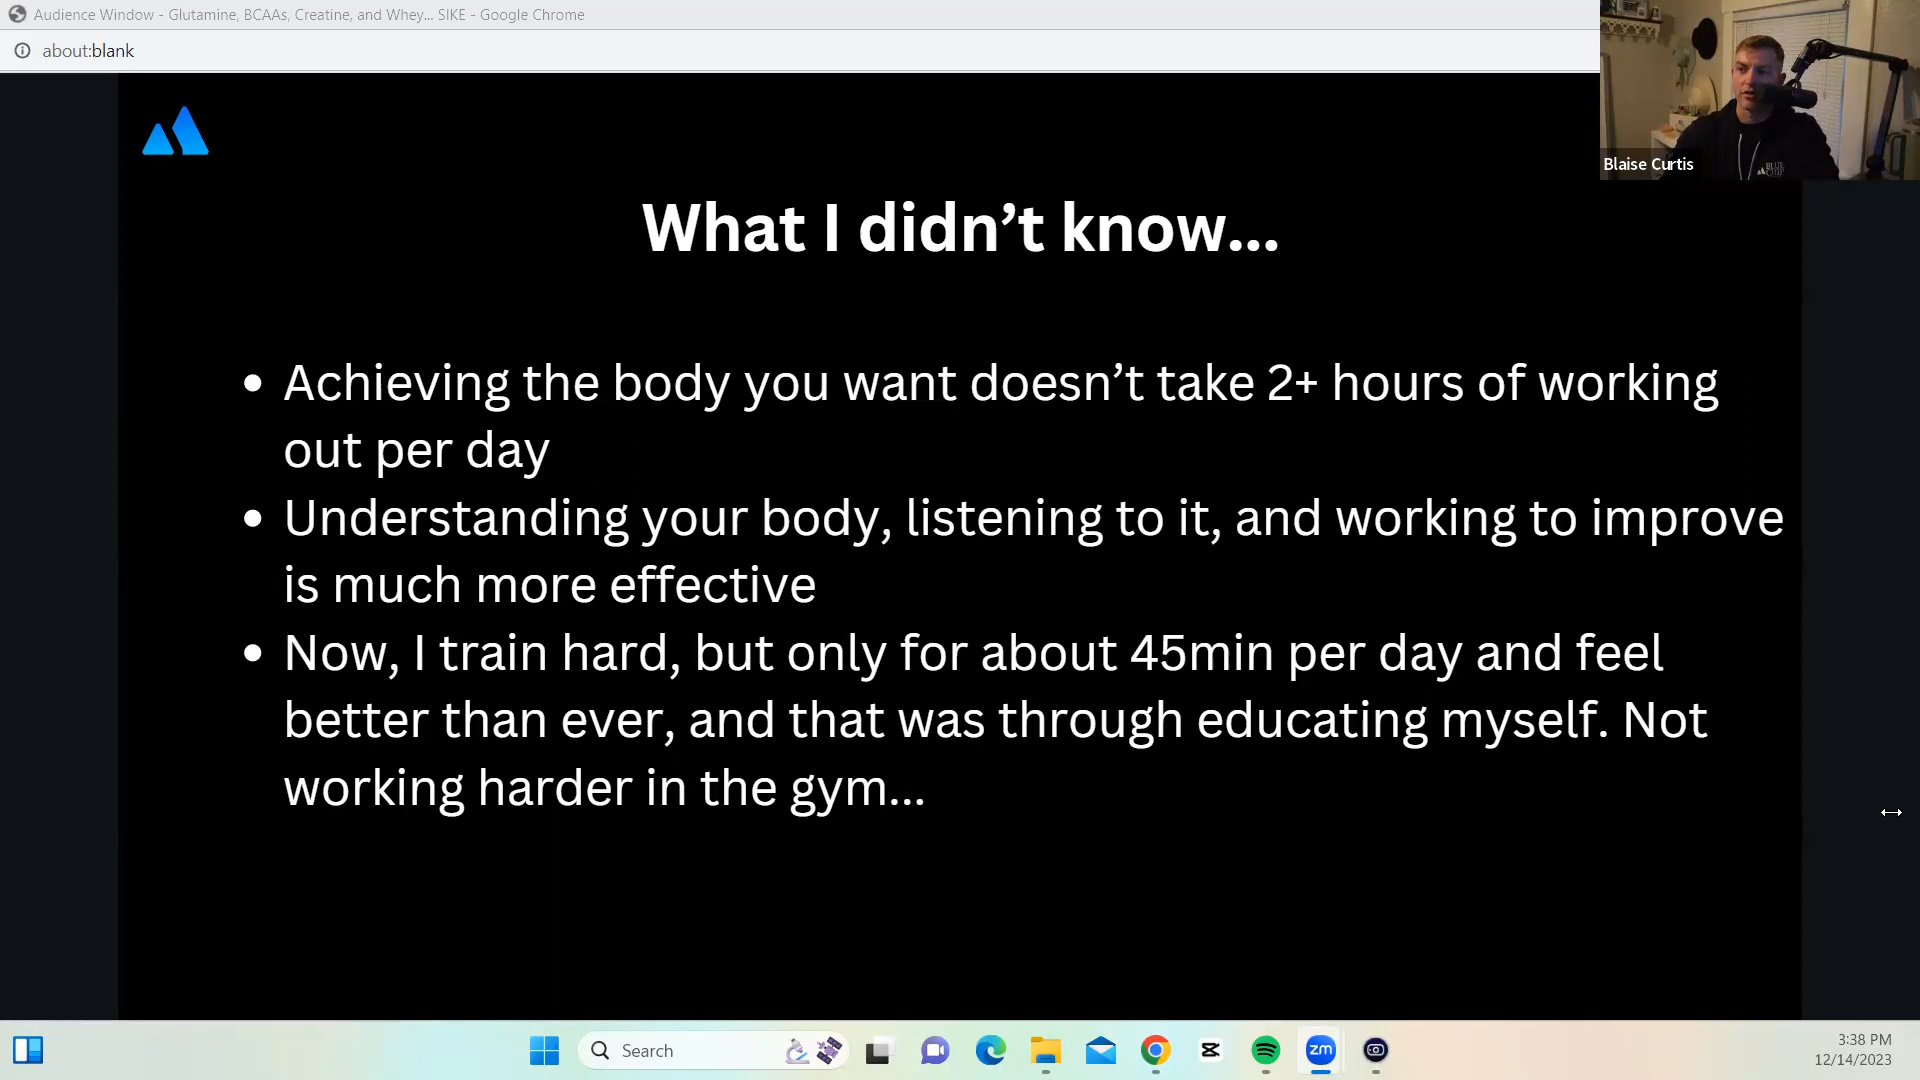 Audience Window - Glutamine, BCAAs, Creatine, and Whey... SIKE - Google Chrome
about:blank
Blaise Curtis
What I didn’t know...
• Achieving the body you want doesn’t take 2+ hours of working
out per day
• Understanding your body, listening to it, and working to improve
is much more effective
• Now, I train hard, but only for about 45min per day and feel
better than ever, and that was through educating myself. Not
working harder in the gym...
Search
zm
3:38 PM
12/14/2023